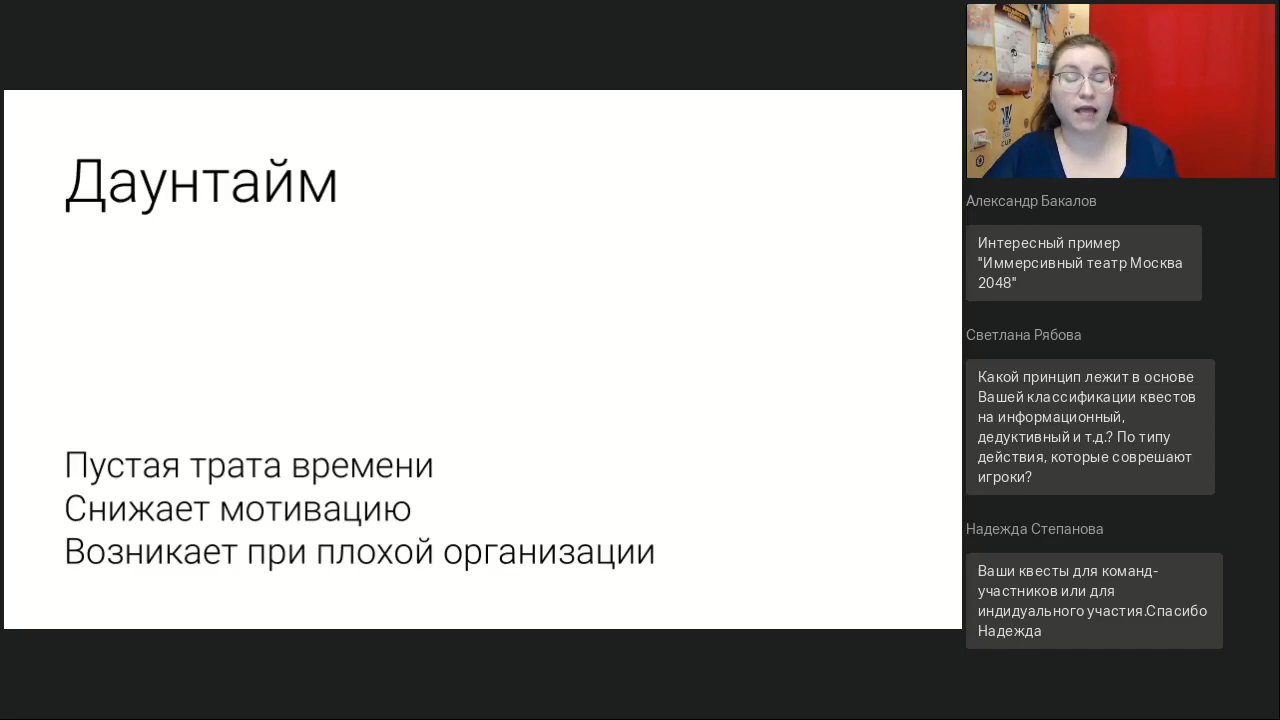 Даунтайм
Пустая трата времени
Снижает мотивацию
Возникает при плохой организации
Александр Бакалов
Интересный пример
"Иммерсивный театр Москва
2048"
Светлана Рябова
Какой принцип лежит в основе
Вашей классификации квестов
на информационный,
дедуктивный и т.д.? По типу
действия, которые соврешают
игроки?
Надежда Степанова
Ваши квесты для команд-
участников или для
индидуального участия.Спасибо
Надежда